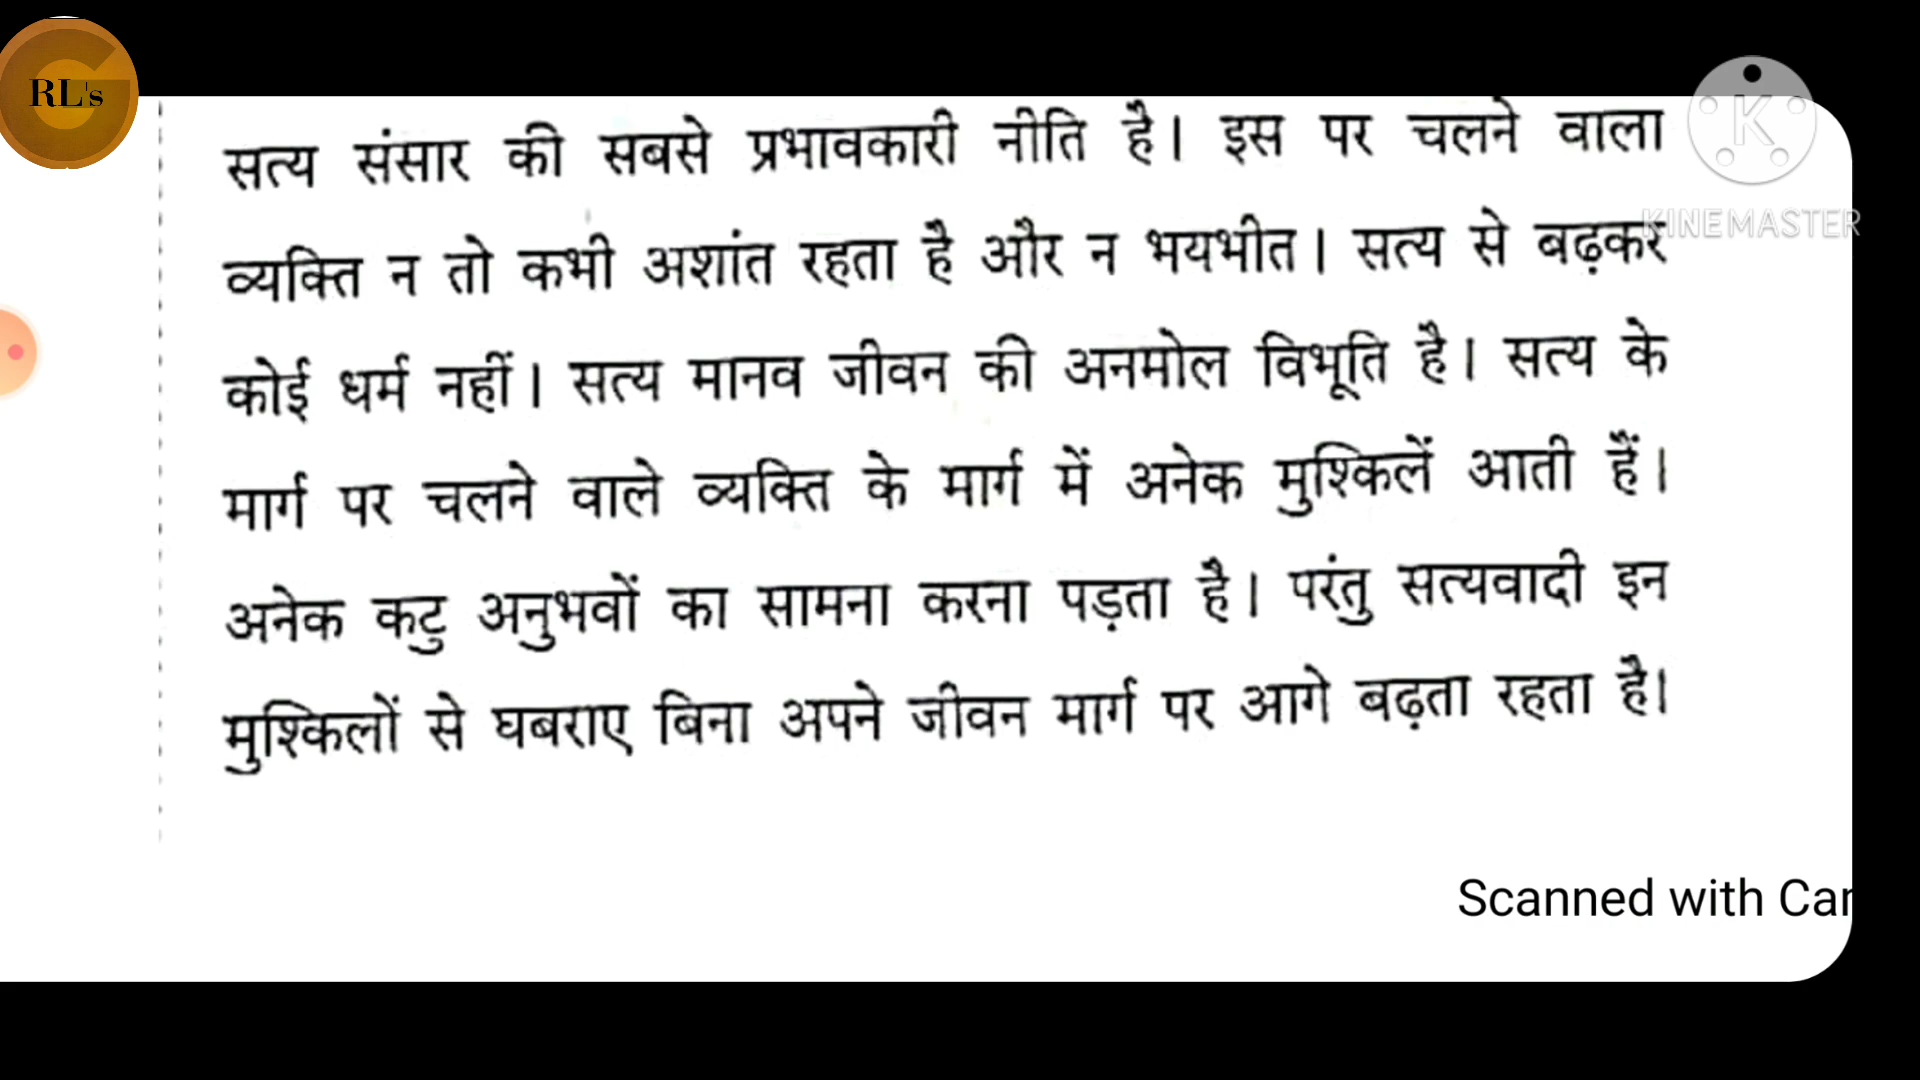 RL's
सत्य संसार की सबसे प्रभावकारी नीति है। इस पर चलने वाला
K
KINEMASTER
व्यक्ति न तो कभी अशांत रहता है और न भयभीत। सत्य से बढ़कर
कोई धर्म नहीं। सत्य मानव जीवन की अनमोल विभूति है। सत्य के
मार्ग पर चलने वाले व्यक्ति के मार्ग में अनेक मुश्किलें आती हैं।
अनेक कटु अनुभवों का सामना करना पड़ता है। परंतु सत्यवादी इन
मुश्किलों से घबराए बिना अपने जीवन मार्ग पर आगे बढ़ता रहता है।
Scanned with Car